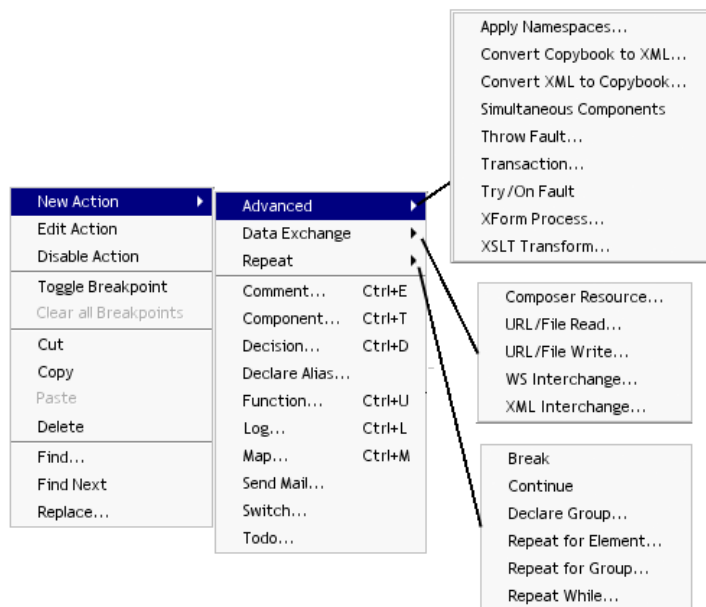 New Action
Edit Action
Disable Action
Toggle Breakpoint
Clear all Breakpoints
Cut
Copy
Paste
Delete
Find...
Find Next
Replace...
Advanced
Data Exchange
Repeat
Comment... Ctrl+E
Component... Ctrl+T
Decision... Ctrl+D
Declare Alias...
Function... Ctrl+U
Log... Ctrl+L
Map... Ctrl+M
Send Mail...
Switch...
Todo...
Apply Namespaces...
Convert Copybook to XML...
Convert XML to Copybook...
Simultaneous Components
Throw Fault...
Transaction...
Try/On Fault
XForm Process...
XSLT Transform...
Composer Resource...
URL/File Read...
URL/File Write...
WS Interchange...
XML Interchange...
Break
Continue
Declare Group...
Repeat for Element...
Repeat for Group...
Repeat While...